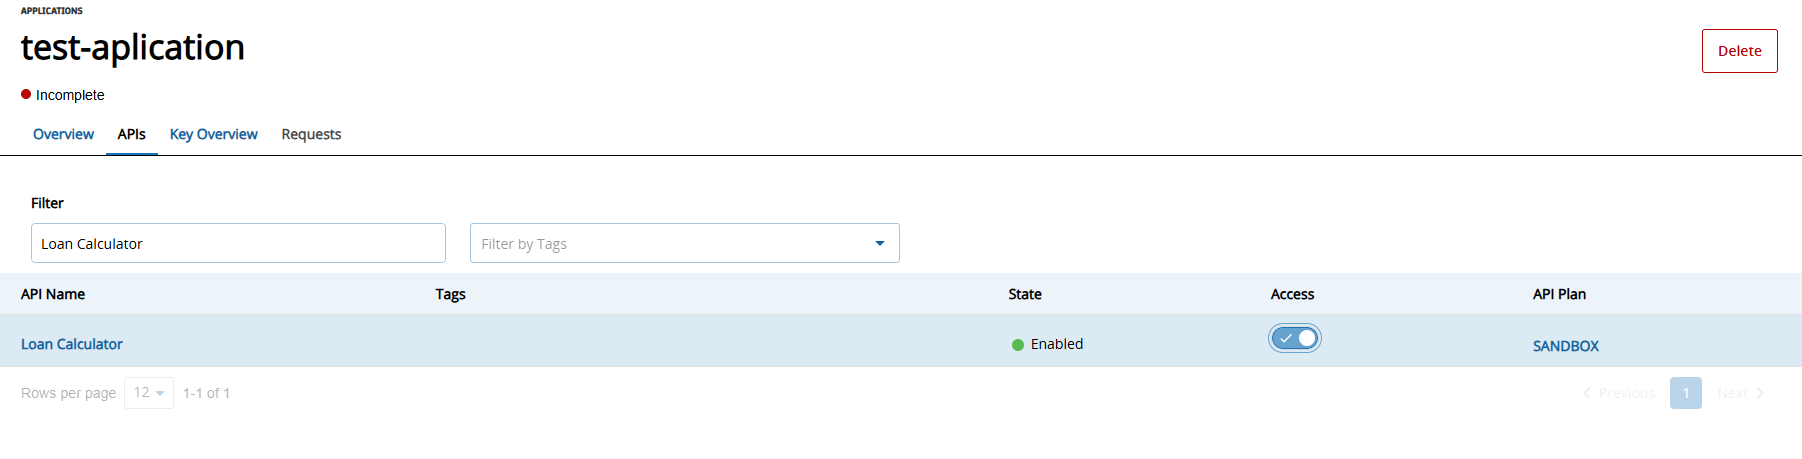 APPLICATIONS
test-aplication
Delete
Incomplete
Overview APIs Key Overview Requests
Filter
Loan Calculator Filter by Tags
API Name Tags State Access API Plan
Loan Calculator Enabled SANDBOX
Rows per page 12 1-1 of 1 Previous 1 Next